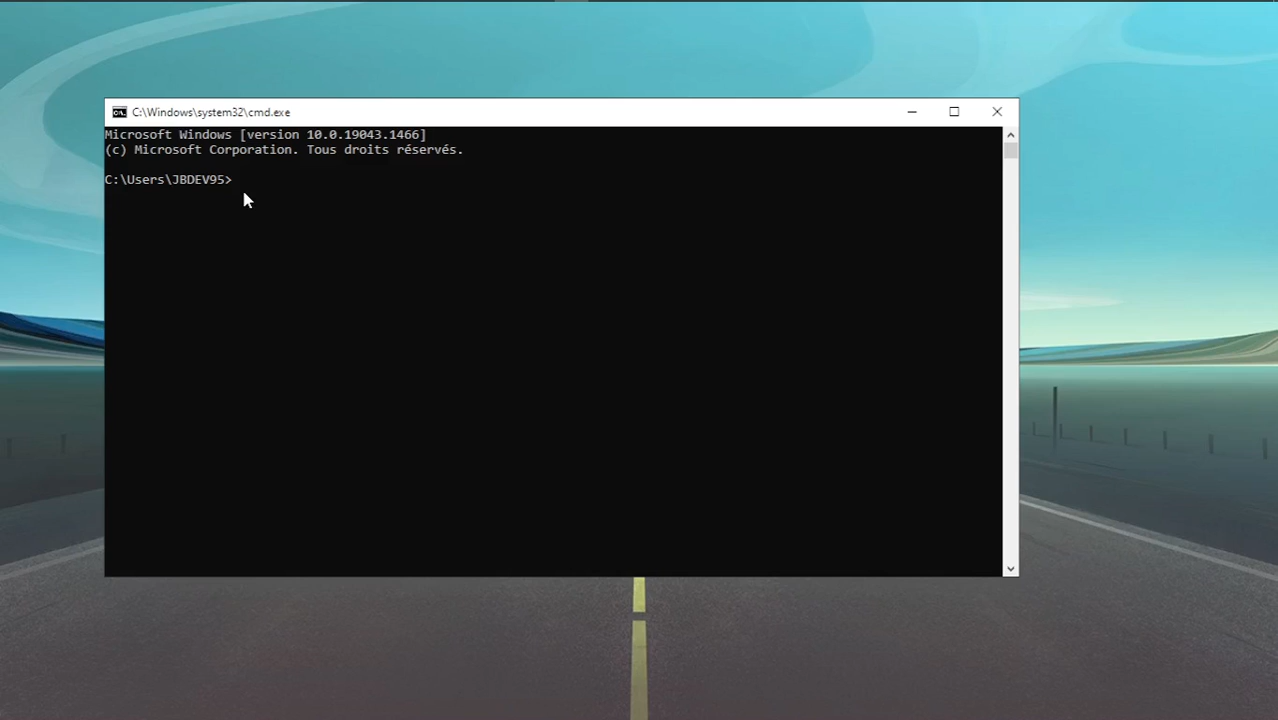 C:\Windows\system32\cmd.exe
Microsoft Windows [version 10.0.19043.1466]
(c) Microsoft Corporation. Tous droits réservés.
C:\Users\JBDEV95>